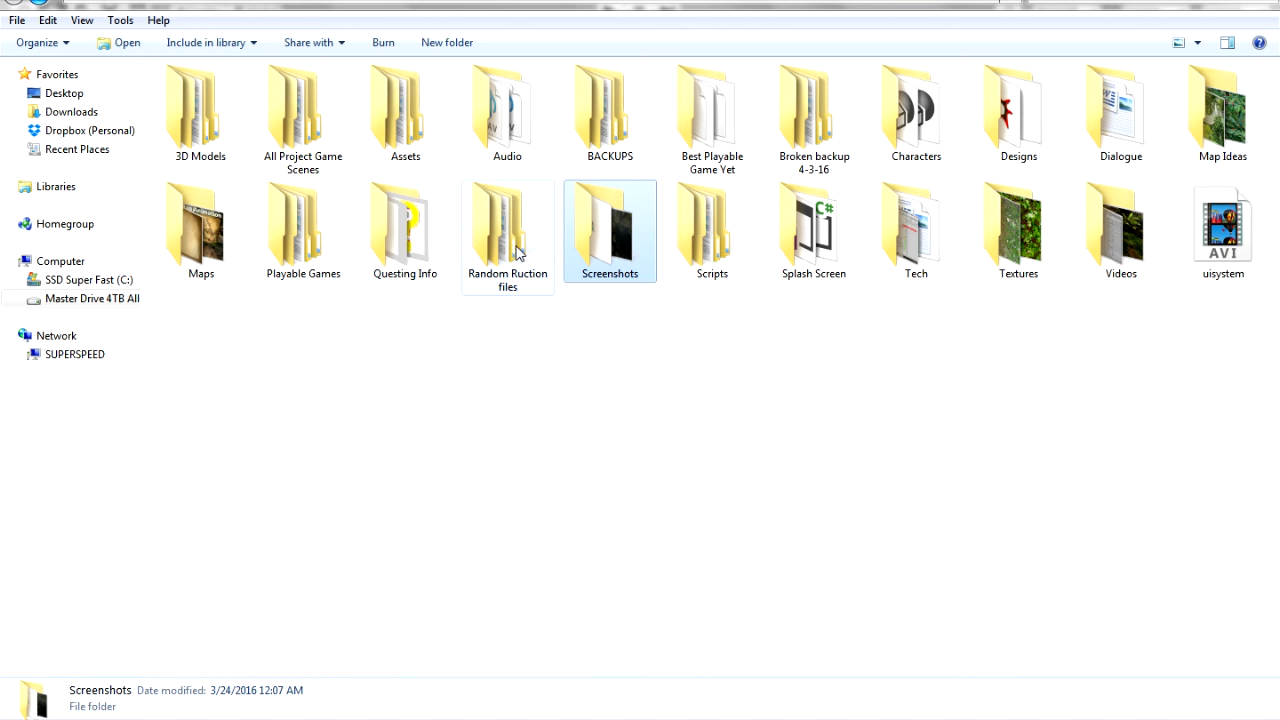 File Edit View Tools Help
Organize Open Include in library Share with Burn New folder
Favorites
Desktop
Downloads
Dropbox (Personal)
Recent Places
Libraries
Homegroup
Computer
SSD Super Fast (C:)
Master Drive 4TB All
Network
SUPERSPEED
3D Models
All Project Game
Scenes
Assets
Audio
BACKUPS
Best Playable
Game Yet
Broken backup
4-3-16
Characters
Designs
Dialogue
Map Ideas
Maps
Playable Games
Questing Info
Random Ruction
files
Screenshots
Scripts
C#
Splash Screen
Tech
Textures
Videos
AVI
uisystem
Screenshots Date modified: 3/24/2016 12:07 AM
File folder